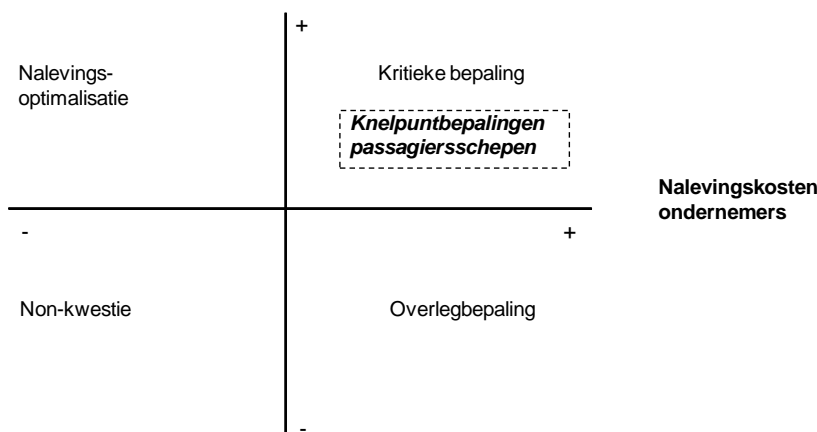 +
Nalevings-
optimalisatie
Kritieke bepaling
Knelpuntbepalingen
passagiersschepen
Nalevingskosten
ondernemers
-
+
Non-kwestie
Overlegbepaling
-